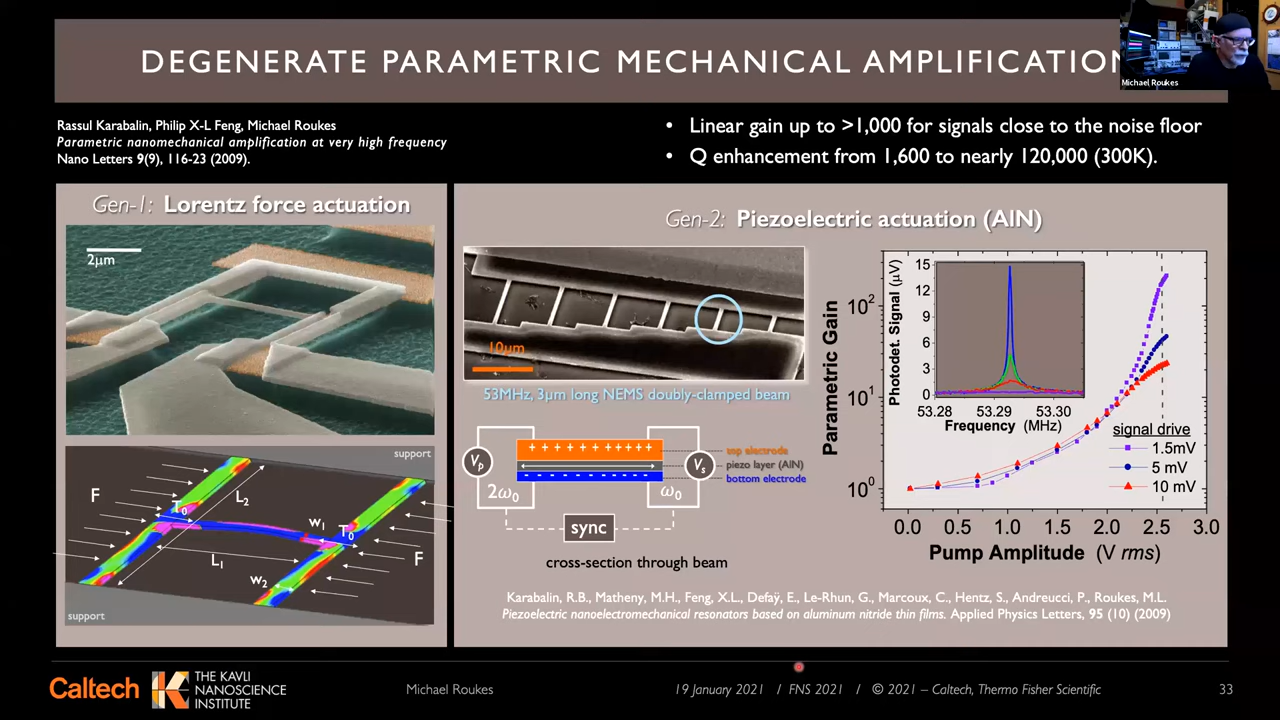 DEGENERATE PARAMETRIC MECHANICAL AMPLIFICATION
Michael Roukes
Rassul Karabalin, Philip X-L Feng, Michael Roukes
Parametric nanomechanical amplification at very high frequency
Nano Letters 9(9), 116-23 (2009).
• Linear gain up to >1,000 for signals close to the noise floor
• Q enhancement from 1,600 to nearly 120,000 (300K).
Gen-1: Lorentz force actuation
2μm
support
F
L2
T0
w1
T0
L1
F
w2
support
Gen-2: Piezoelectric actuation (AlN)
10μm
53MHz, 3μm long NEMS doubly-clamped beam
Vp
+ + + + + + + + + +
- - - - - - - - - -
Vs
top electrode
piezo layer (AlN)
bottom electrode
2ω0
ω0
sync
cross-section through beam
Parametric Gain
10²
10¹
10⁰
Photodet. Signal (μV)
15
12
9
6
3
0
53.28 53.29 53.30
Frequency (MHz)
signal drive
1.5mV
5 mV
10 mV
0.0 0.5 1.0 1.5 2.0 2.5 3.0
Pump Amplitude (V rms)
Karabalin, R.B., Matheny, M.H., Feng, X.L., Defaÿ, E., Le-Rhun, G., Marcoux, C., Hentz, S., Andreucci, P., Roukes, M.L.
Piezoelectric nanoelectromechanical resonators based on aluminum nitride thin films. Applied Physics Letters, 95 (10) (2009)
Caltech
THE KAVLI
NANOSCIENCE
INSTITUTE
Michael Roukes
19 January 2021 / FNS 2021 / © 2021 – Caltech, Thermo Fisher Scientific
33